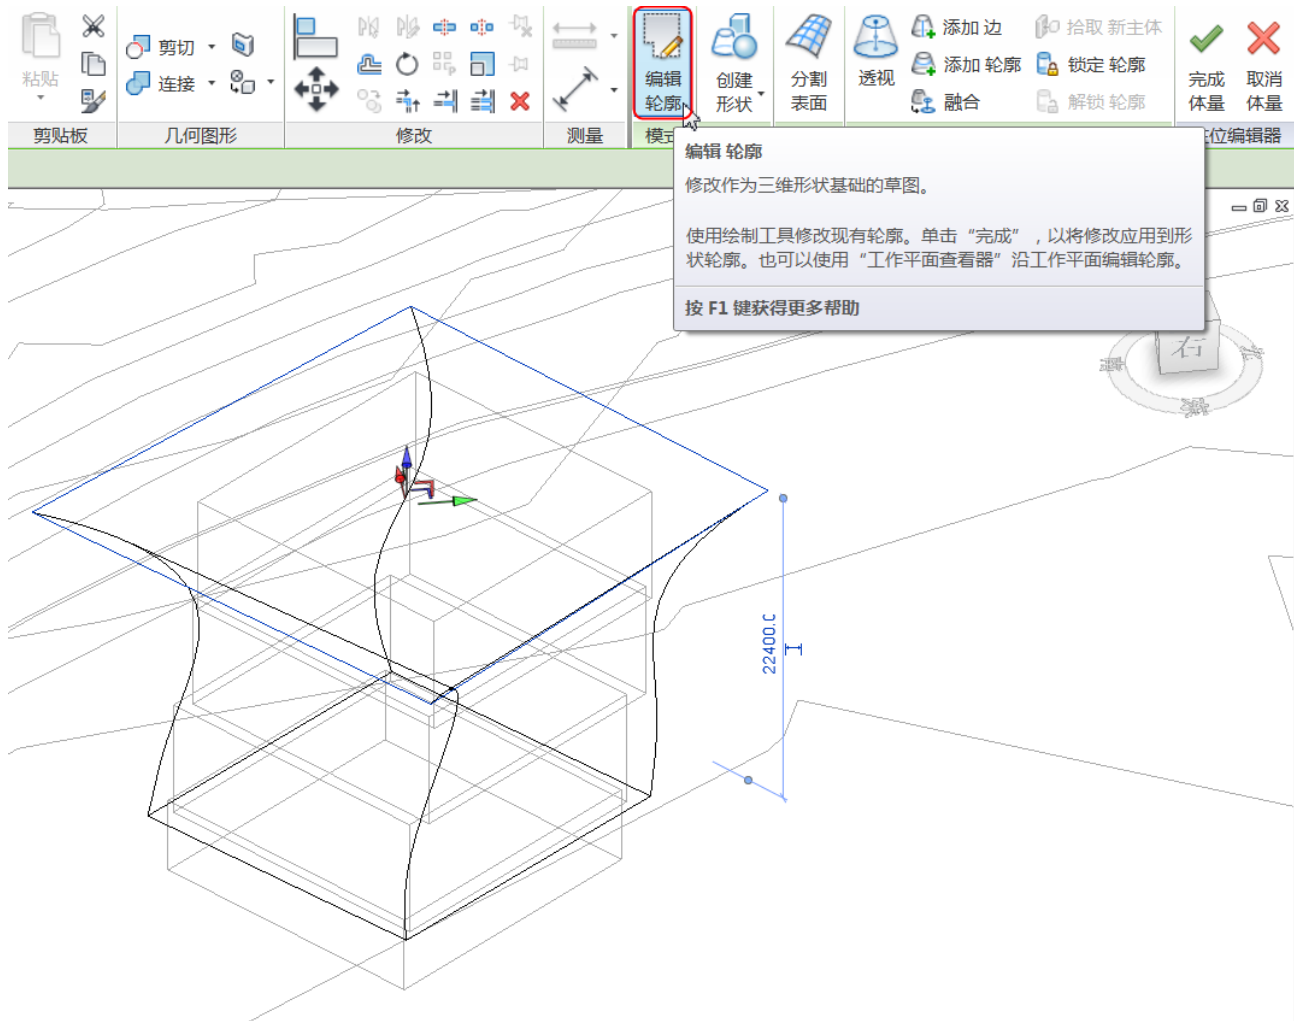 粘贴
剪切
连接
编辑
轮廓
创建
形状
分割
表面
透视
添加 边
添加 轮廓
融合
拾取 新主体
锁定 轮廓
解锁 轮廓
完成
体量
取消
体量
剪贴板
几何图形
修改
测量
模式
位编辑器
编辑 轮廓
修改作为三维形状基础的草图。
使用绘制工具修改现有轮廓。单击“完成”，以将修改应用到形
状轮廓。也可以使用“工作平面查看器”沿工作平面编辑轮廓。
按 F1 键获得更多帮助
右
22400.0